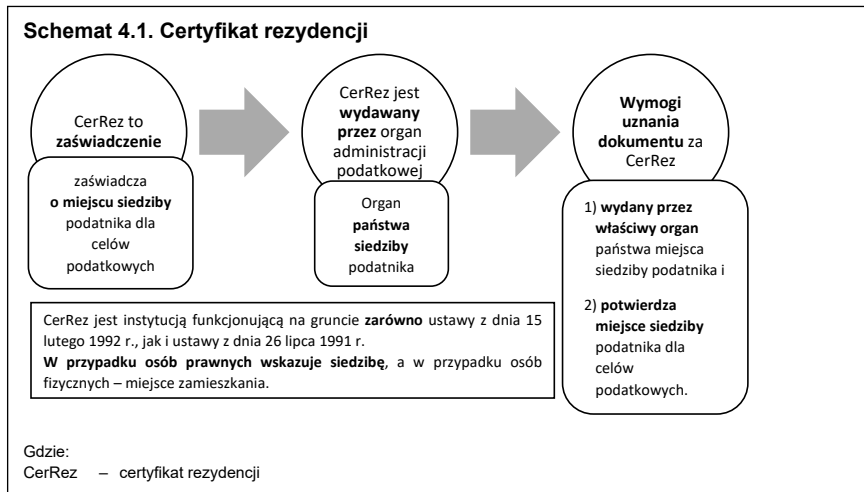 Schemat 4.1. Certyfikat rezydencji
CerRez to
zaświadczenie
zaświadcza
o miejscu siedziby
podatnika dla
celów
podatkowych
CerRez jest
wydawany
przez organ
administracji
podatkowej
Organ
państwa
siedziby
podatnika
Wymogi
uznania
dokumentu za
CerRez
1) wydany przez
właściwy organ
państwa miejsca
siedziby podatnika i
2) potwierdza
miejsce siedziby
podatnika dla
celów
podatkowych.
CerRez jest instytucją funkcjonującą na gruncie zarówno ustawy z dnia 15
lutego 1992 r., jak i ustawy z dnia 26 lipca 1991 r.
W przypadku osób prawnych wskazuje siedzibę, a w przypadku osób
fizycznych – miejsce zamieszkania.
Gdzie:
CerRez – certyfikat rezydencji